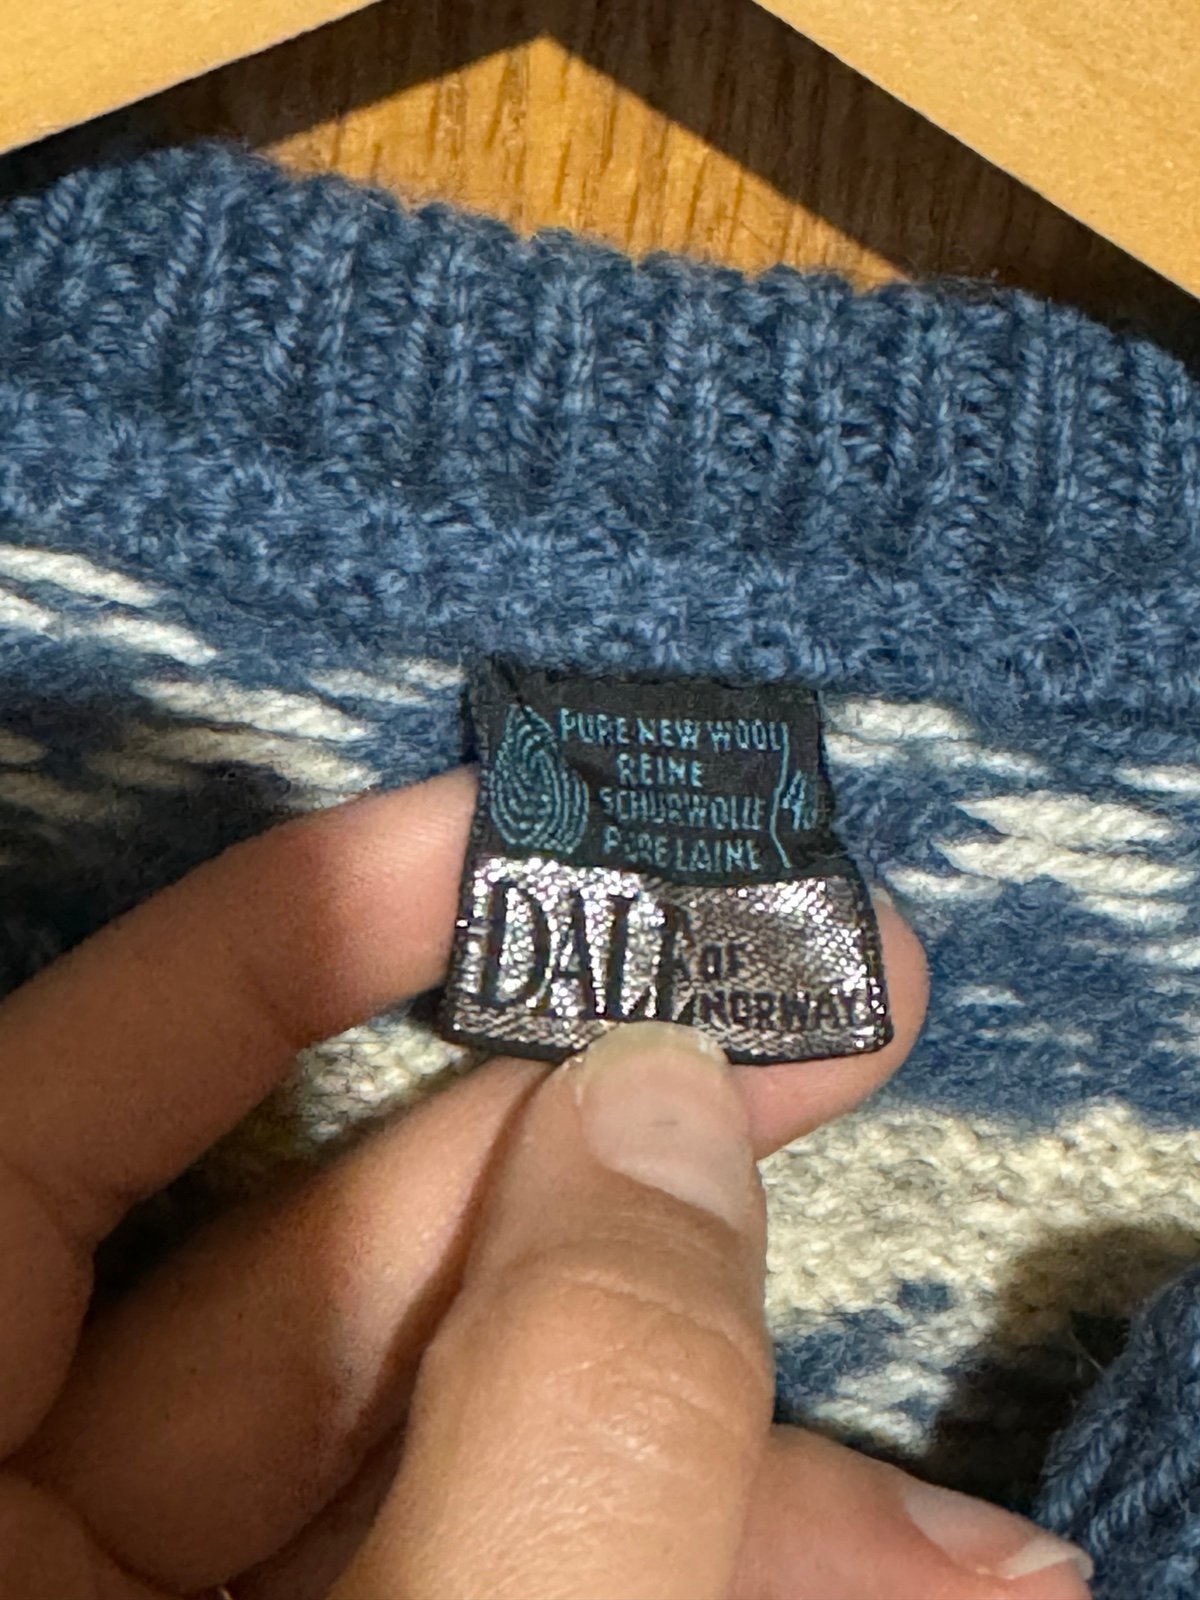 PURE NEW WOOL
REINE
SCHURWOLLE
PURE LAINE
DALE OF
NORWAY